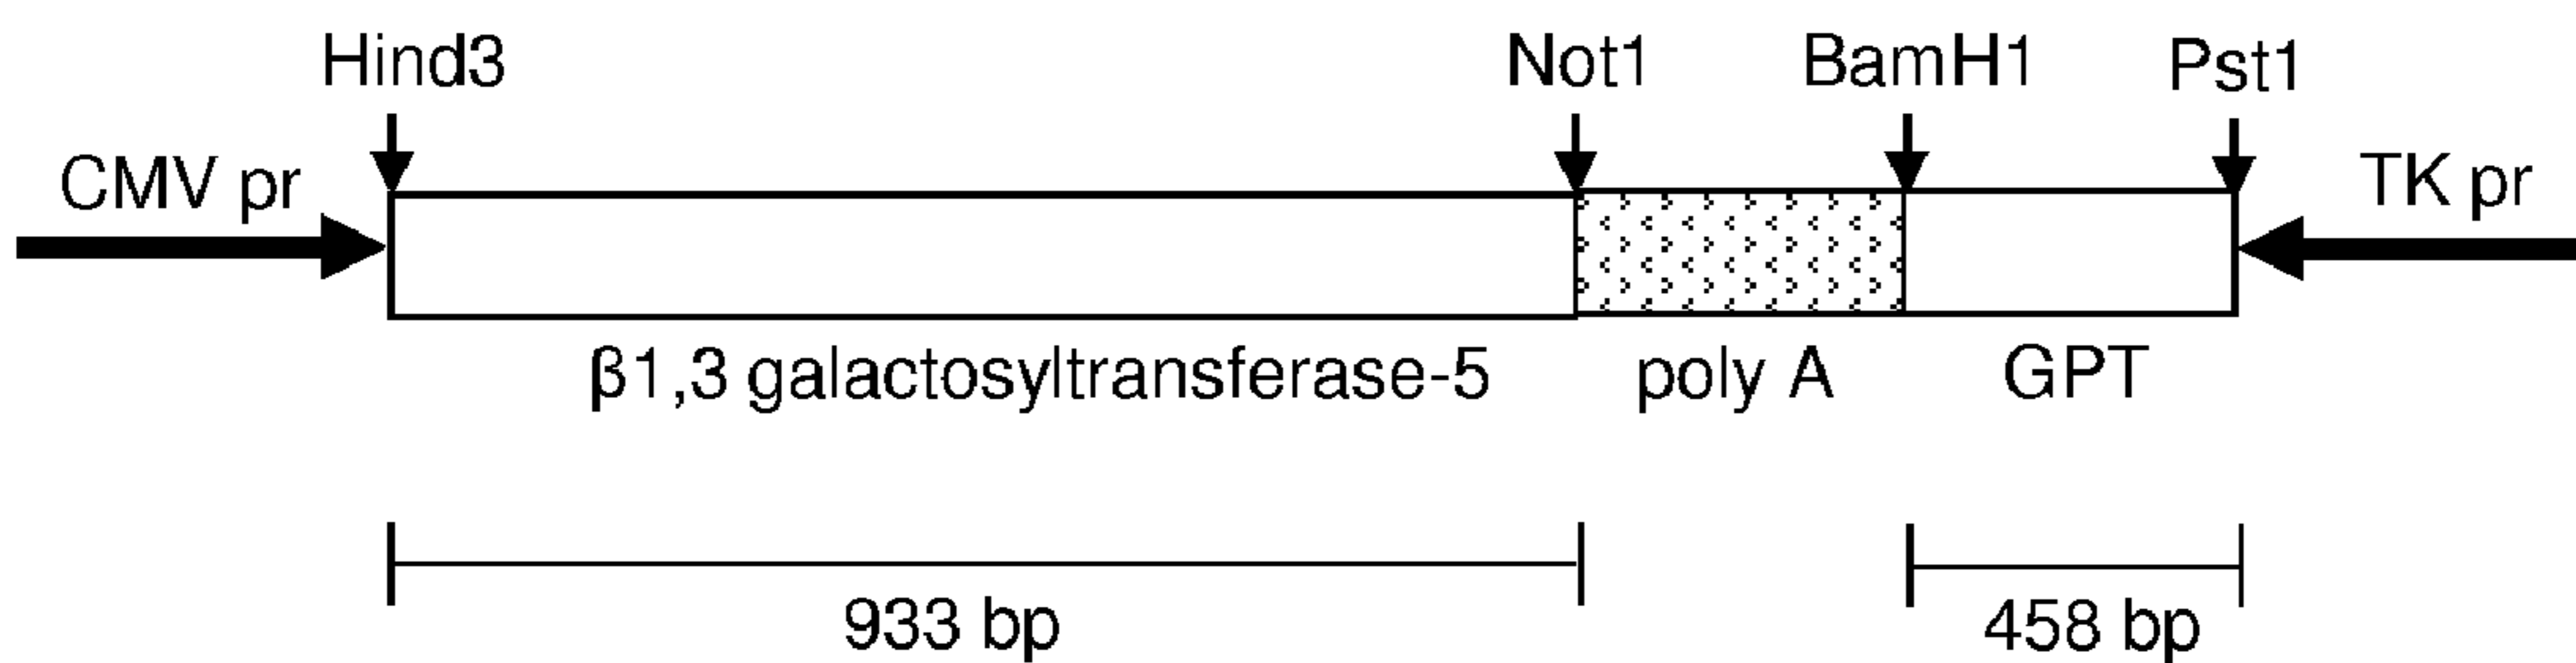 Hind3 Not1 BamH1 Pst1
CMV pr TK pr
β1,3 galactosyltransferase-5 poly A GPT
933 bp 458 bp